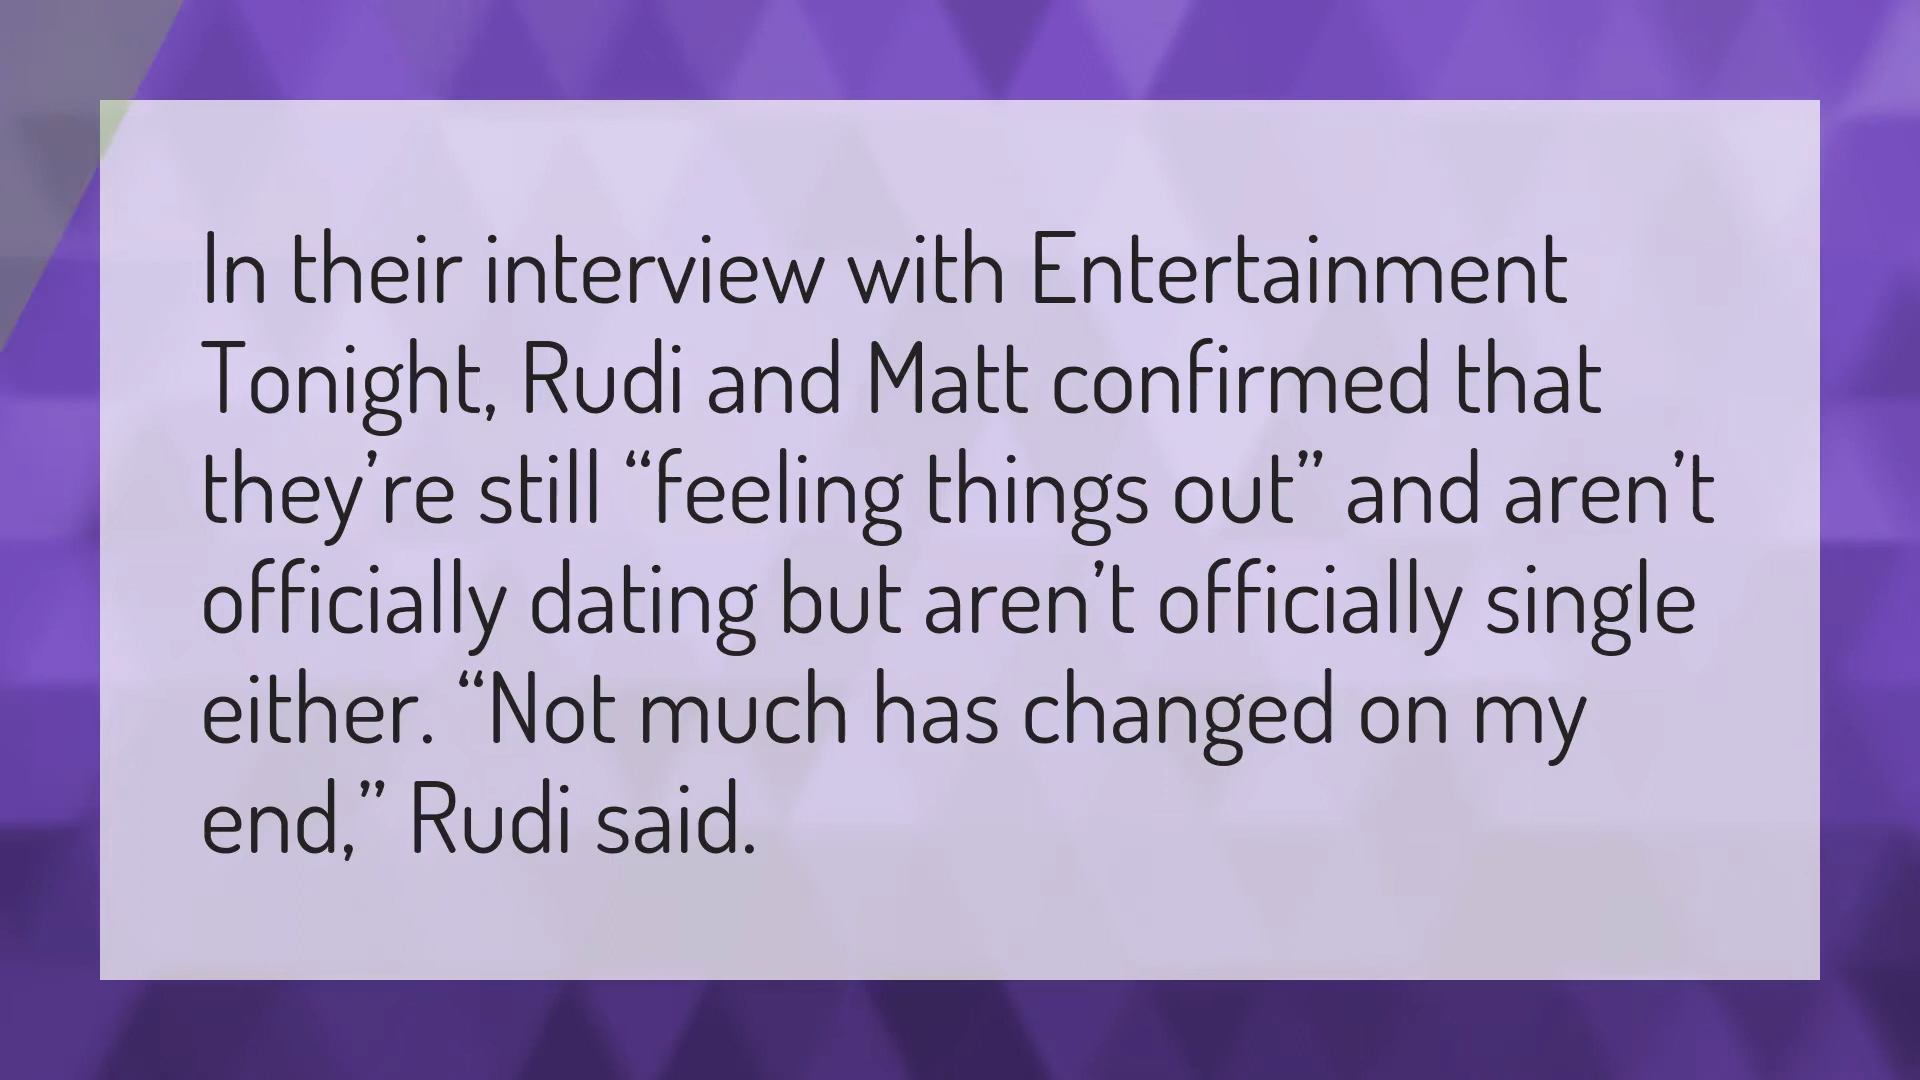 In their interview with Entertainment
Tonight, Rudi and Matt confirmed that
they’re still “feeling things out” and aren’t
officially dating but aren’t officially single
either. “Not much has changed on my
end,” Rudi said.